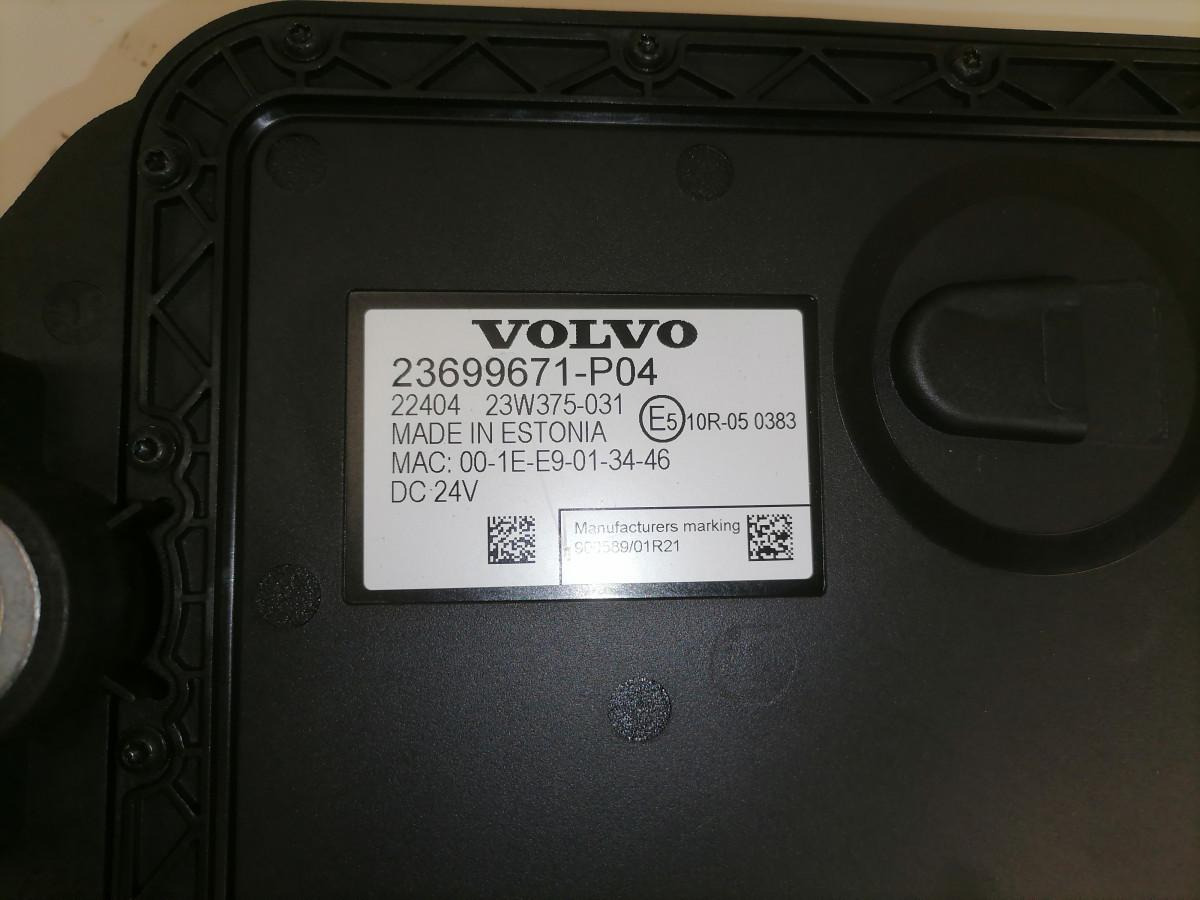 VOLVO
23699671-P04
22404 23W375-031
E5 10R-05 0383
MADE IN ESTONIA
MAC: 00-1E-E9-01-34-46
DC 24V
Manufacturers marking